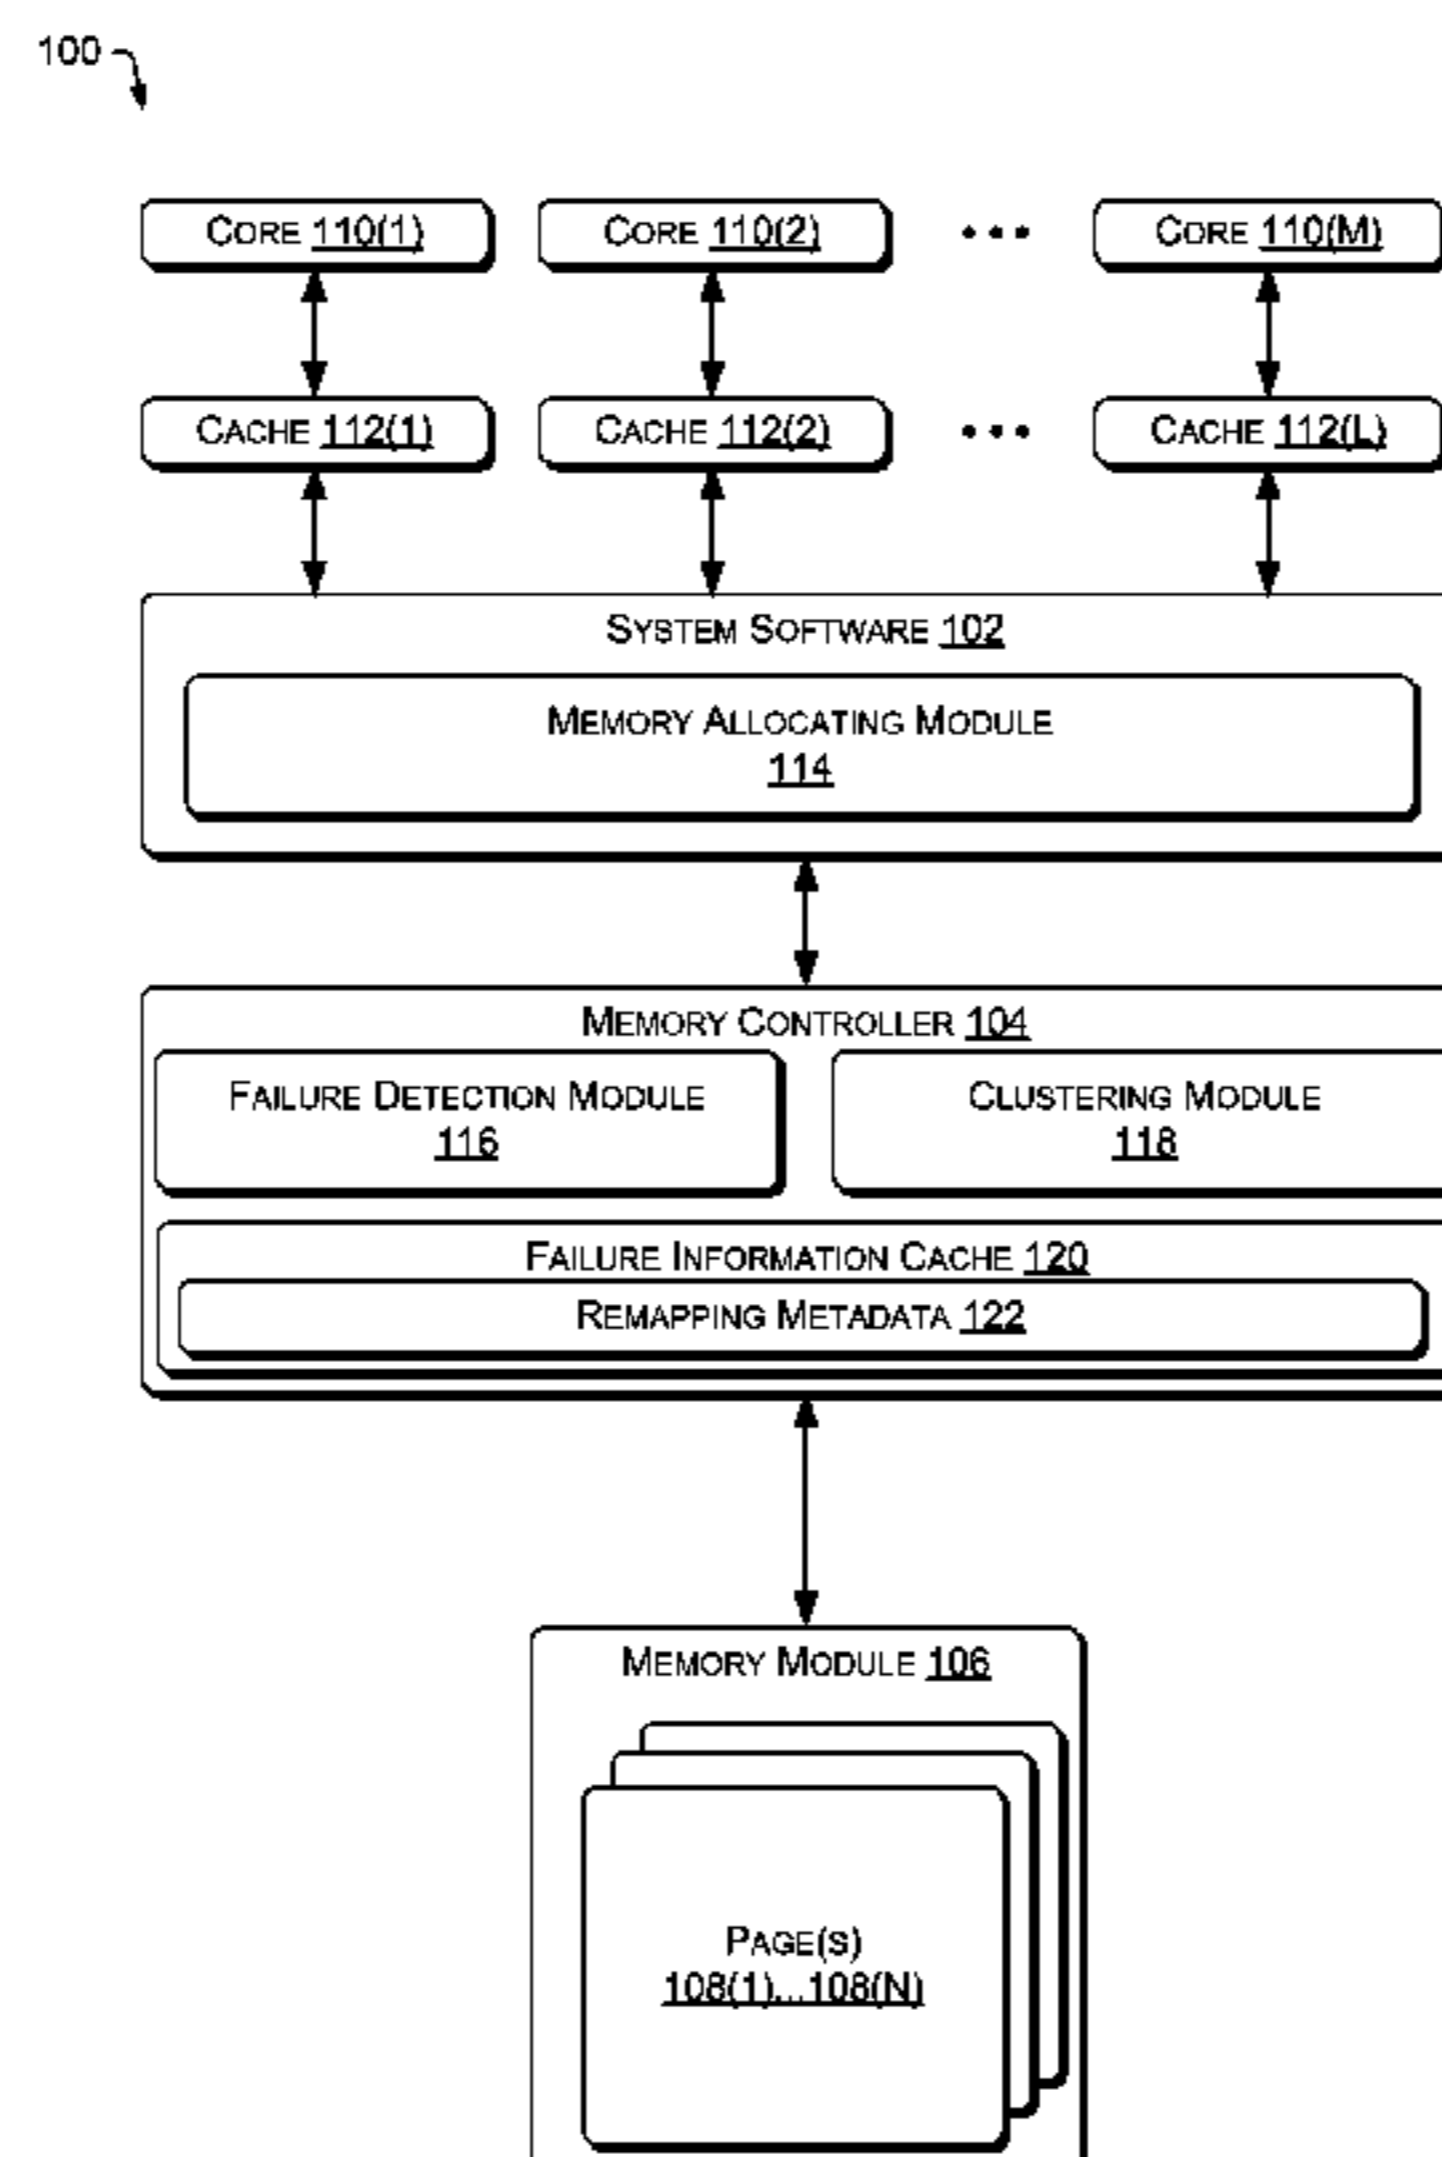 100
CORE 110(1) CORE 110(2) ••• CORE 110(M)
CACHE 112(1) CACHE 112(2) ••• CACHE 112(L)
SYSTEM SOFTWARE 102
MEMORY ALLOCATING MODULE
114
MEMORY CONTROLLER 104
FAILURE DETECTION MODULE
116
CLUSTERING MODULE
118
FAILURE INFORMATION CACHE 120
REMAPPING METADATA 122
MEMORY MODULE 106
PAGE(S)
108(1)...108(N)